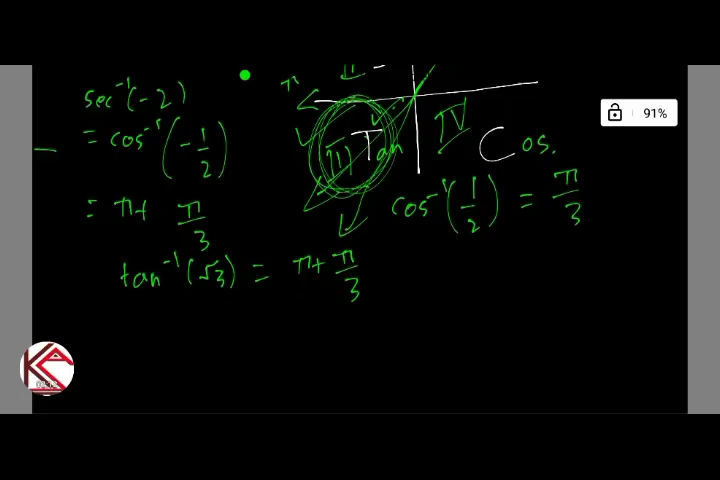 II
π
sec⁻¹(-2)
= cos⁻¹(-1/2)
IV
III
Tan
Cos.
= π+ π/3
cos⁻¹(1/2) = π/3
tan⁻¹(√3) = π+ π/3
91%